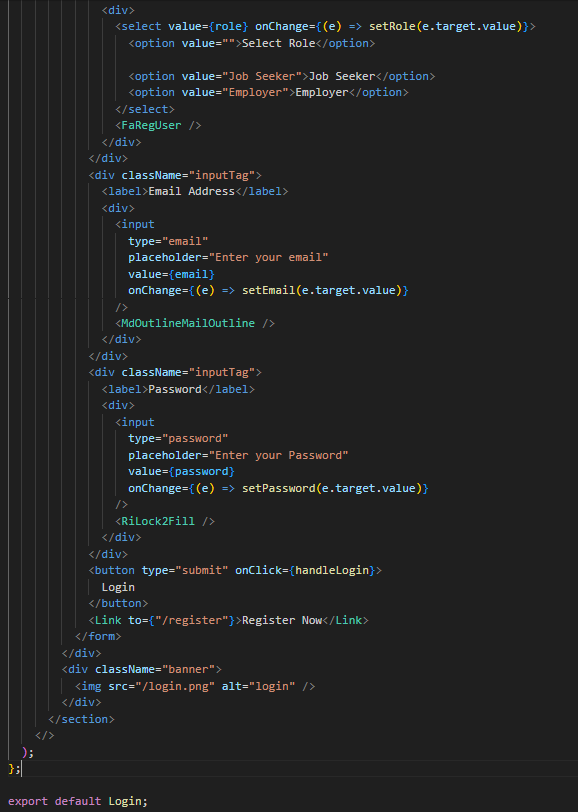 <div>
<select value={role} onChange={(e) => setRole(e.target.value)}>
<option value="">Select Role</option>
<option value="Job Seeker">Job Seeker</option>
<option value="Employer">Employer</option>
</select>
<FaRegUser />
</div>
</div>
<div className="inputTag">
<label>Email Address</label>
<div>
<input
type="email"
placeholder="Enter your email"
value={email}
onChange={(e) => setEmail(e.target.value)}
/>
<MdOutlineMailOutline />
</div>
</div>
<div className="inputTag">
<label>Password</label>
<div>
<input
type="password"
placeholder="Enter your Password"
value={password}
onChange={(e) => setPassword(e.target.value)}
/>
<RiLock2Fill />
</div>
</div>
<button type="submit" onClick={handleLogin}>
Login
</button>
<Link to={"/register"}>Register Now</Link>
</form>
</div>
<div className="banner">
<img src="/login.png" alt="login" />
</div>
</section>
</>
);
};
export default Login;